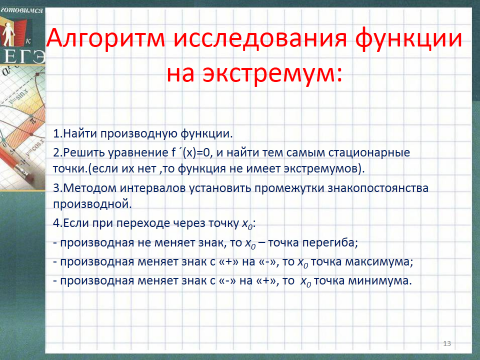 готовимся
к
ЕГЭ
Алгоритм исследования функции
на экстремум:
1.Найти производную функции.
2.Решить уравнение f ´(x)=0, и найти тем самым стационарные
точки.(если их нет ,то функция не имеет экстремумов).
3.Методом интервалов установить промежутки знакопостоянства
производной.
4.Если при переходе через точку x₀:
- производная не меняет знак, то x₀ – точка перегиба;
- производная меняет знак с «+» на «-», то x₀ точка максимума;
- производная меняет знак с «-» на «+», то x₀ точка минимума.
13